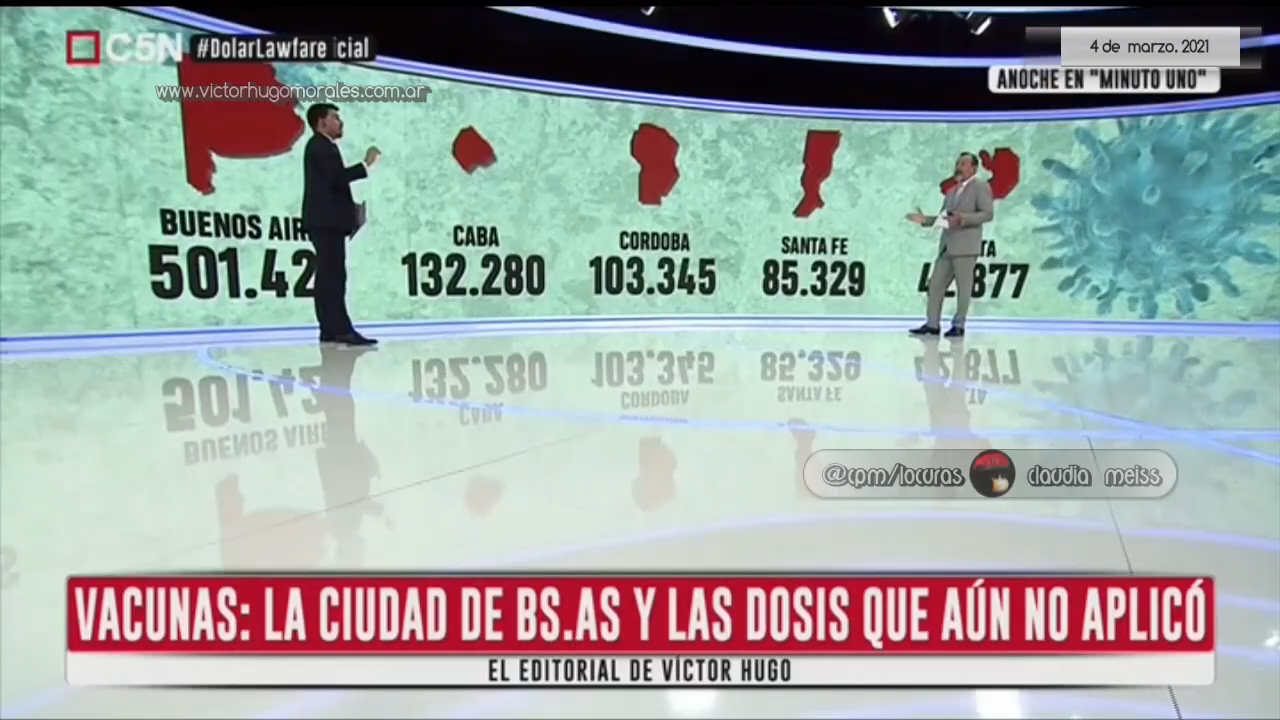 C5N
#DolarLawfare icial
4 de marzo. 2021
ANOCHE EN "MINUTO UNO"
www.victorhugomorales.com.ar
BUENOS AIR
501.42
CABA
132.280
CORDOBA
103.345
SANTA FE
85.329
TA
877
@cpm/locuras claudia meiss
VACUNAS: LA CIUDAD DE BS.AS Y LAS DOSIS QUE AÚN NO APLICÓ
EL EDITORIAL DE VÍCTOR HUGO